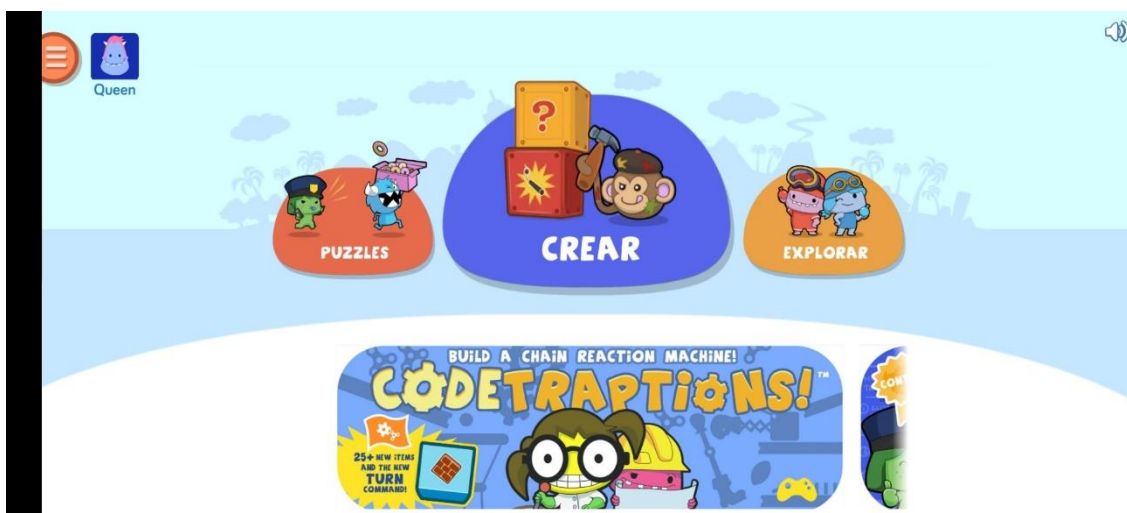 Queen
?
PUZZLES
CREAR
EXPLORAR
BUILD A CHAIN REACTION MACHINE!
CODETRAPTIONS!™
25+ NEW ITEMS
AND THE NEW
TURN
COMMAND!